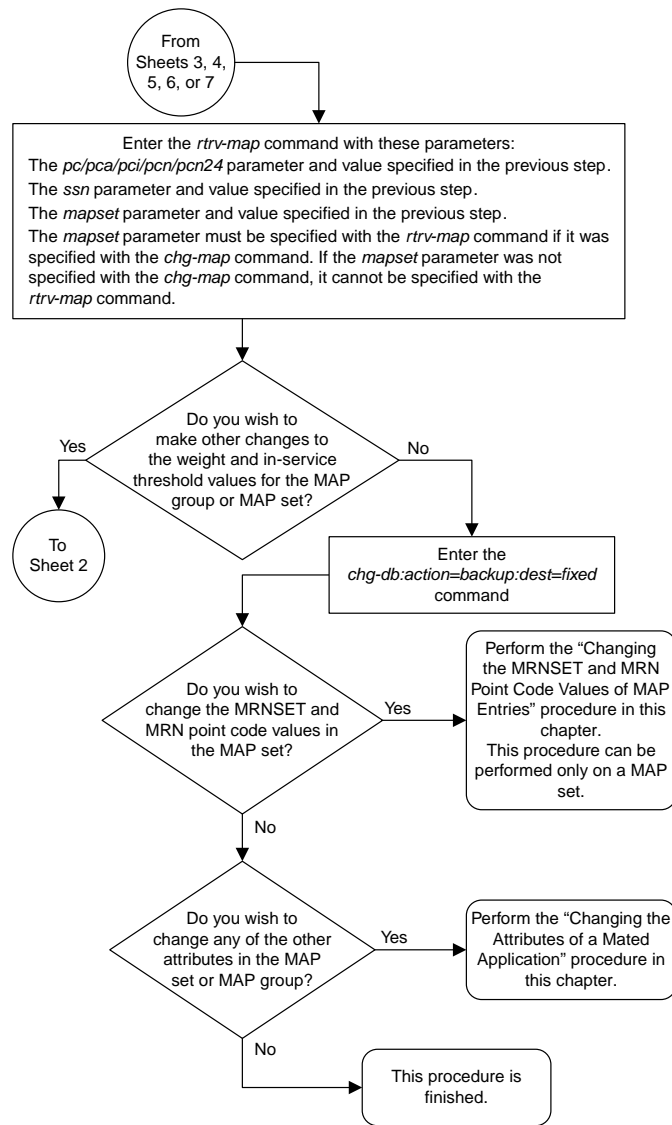 From
Sheets 3, 4,
5, 6, or 7
Enter the rtrv-map command with these parameters:
The pc/pca/pci/pcn/pcn24 parameter and value specified in the previous step.
The ssn parameter and value specified in the previous step.
The mapset parameter and value specified in the previous step.
The mapset parameter must be specified with the rtrv-map command if it was
specified with the chg-map command. If the mapset parameter was not
specified with the chg-map command, it cannot be specified with the
rtrv-map command.
Do you wish to
make other changes to
the weight and in-service
threshold values for the MAP
group or MAP set?
Yes
No
To
Sheet 2
Enter the
chg-db:action=backup:dest=fixed
command
Do you wish to
change the MRNSET and
MRN point code values in
the MAP set?
Yes
Perform the “Changing
the MRNSET and MRN
Point Code Values of MAP
Entries” procedure in this
chapter.
This procedure can be
performed only on a MAP
set.
No
Do you wish to
change any of the other
attributes in the MAP
set or MAP group?
Yes
Perform the “Changing the
Attributes of a Mated
Application” procedure in
this chapter.
No
This procedure is
finished.